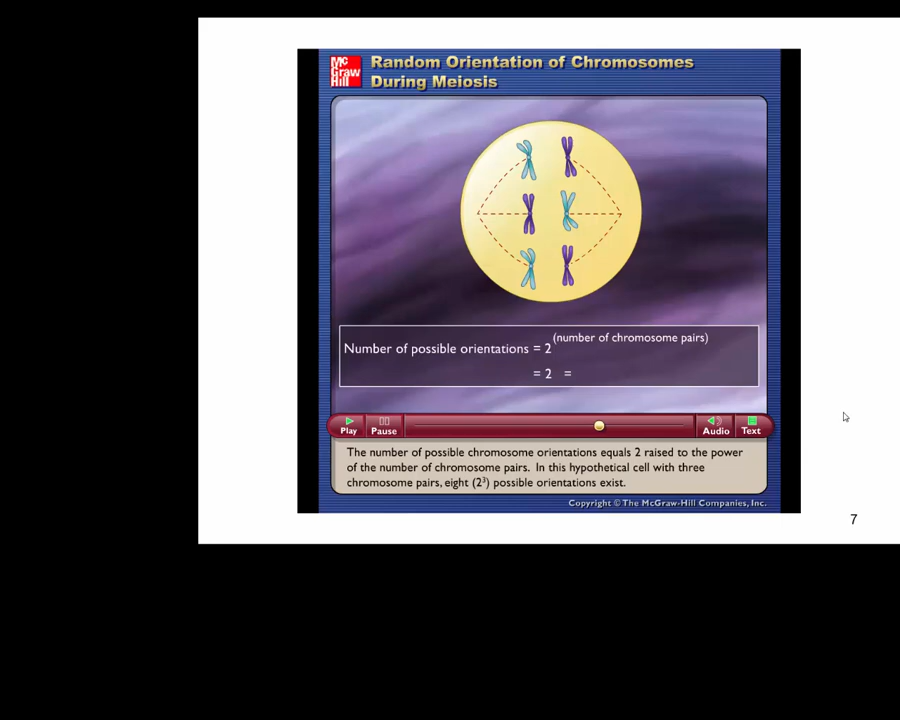 Mc
Graw
Hill
Random Orientation of Chromosomes
During Meiosis
Number of possible orientations = 2^(number of chromosome pairs)
= 2 =
Play
Pause
Audio
Text
The number of possible chromosome orientations equals 2 raised to the power
of the number of chromosome pairs. In this hypothetical cell with three
chromosome pairs, eight (2³) possible orientations exist.
Copyright © The McGraw-Hill Companies, Inc.
7